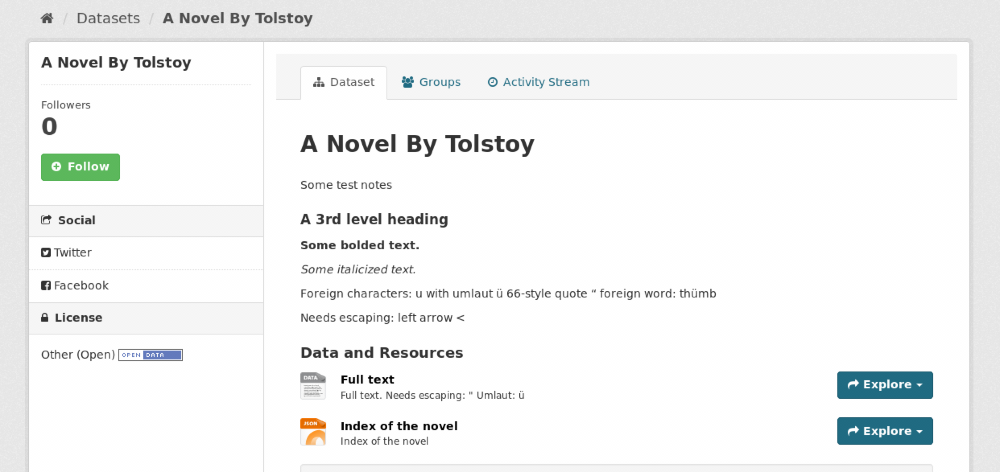 / Datasets / A Novel By Tolstoy
A Novel By Tolstoy
Followers
0
Follow
Social
Twitter
Facebook
License
Other (Open) OPEN DATA
Dataset Groups Activity Stream
A Novel By Tolstoy
Some test notes
A 3rd level heading
Some bolded text.
Some italicized text.
Foreign characters: u with umlaut ü 66-style quote “ foreign word: thümb
Needs escaping: left arrow <
Data and Resources
DATA
Full text
Full text. Needs escaping: " Umlaut: ü
Explore
JSON
Index of the novel
Index of the novel
Explore